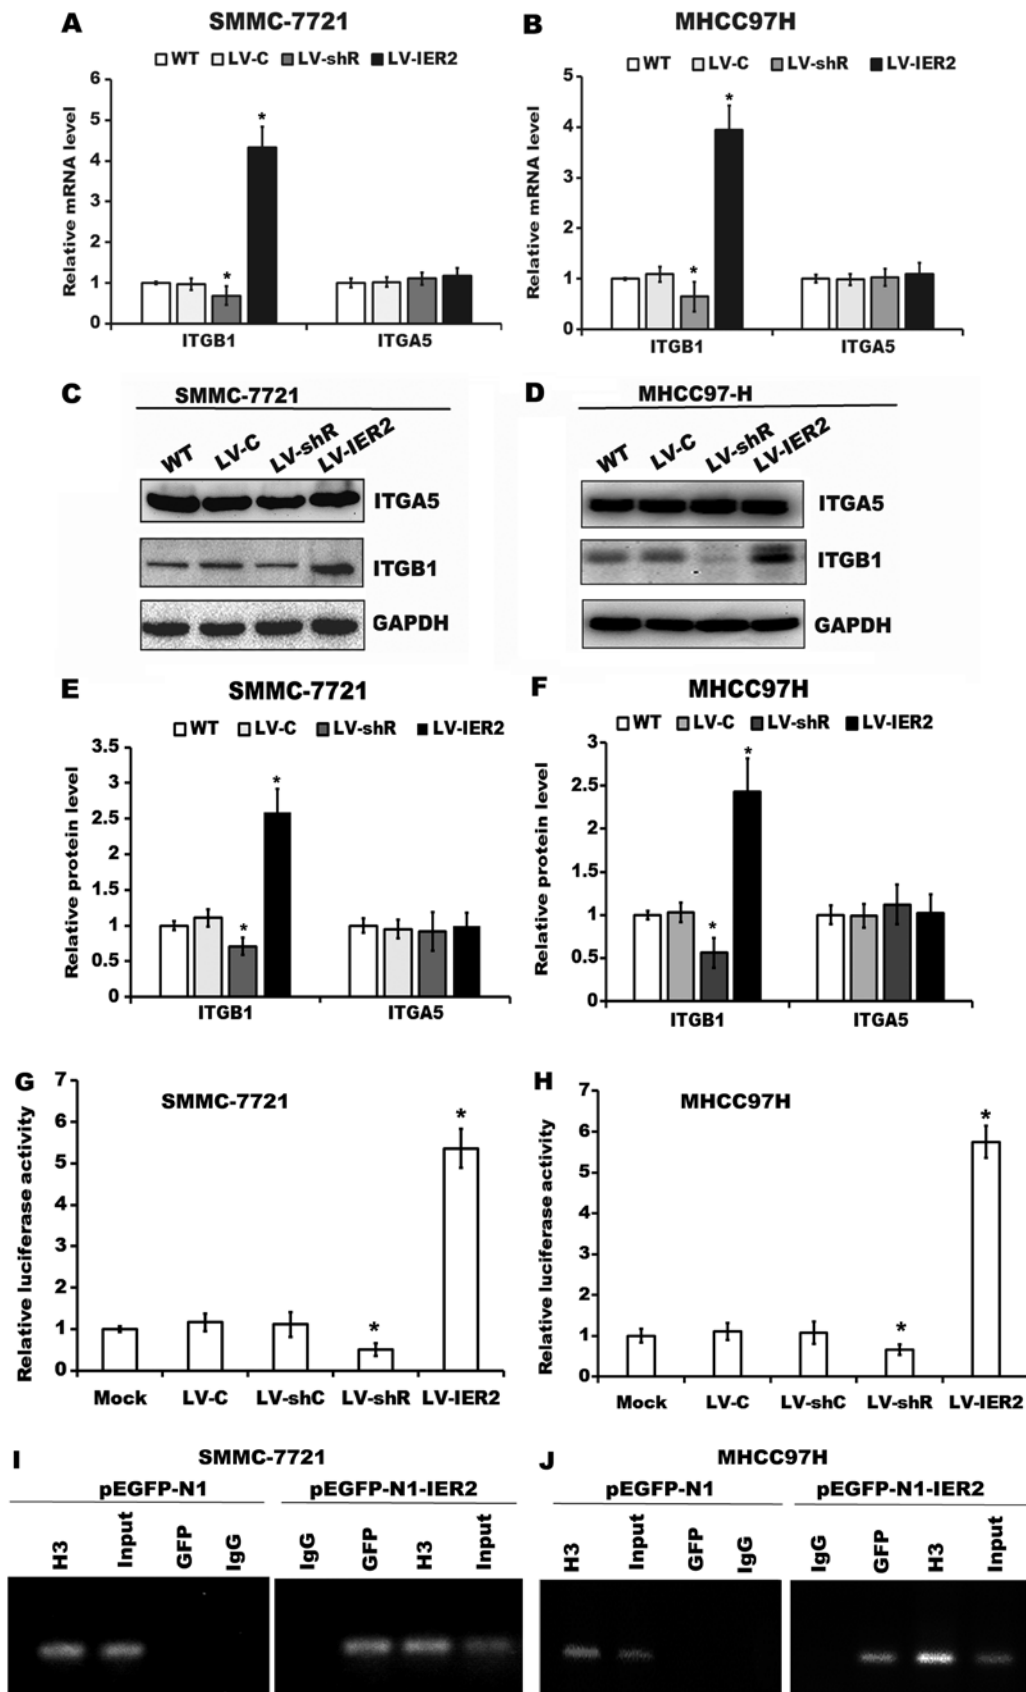 A SMMC-7721
WT LV-C LV-shR LV-IER2
Relative mRNA level
6
5
4
3
2
1
0
*
*
ITGB1 ITGA5
B MHCC97H
WT LV-C LV-shR LV-IER2
Relative mRNA level
5
4
3
2
1
0
*
*
ITGB1 ITGA5
C SMMC-7721
WT LV-C LV-shR LV-IER2
ITGA5
ITGB1
GAPDH
D MHCC97-H
WT LV-C LV-shR LV-IER2
ITGA5
ITGB1
GAPDH
E SMMC-7721
WT LV-C LV-shR LV-IER2
Relative protein level
3.5
3
2.5
2
1.5
1
0.5
0
*
*
ITGB1 ITGA5
F MHCC97H
WT LV-C LV-shR LV-IER2
Relative protein level
3
2.5
2
1.5
1
0.5
0
*
*
ITGB1 ITGA5
G SMMC-7721
Relative luciferase activity
7
6
5
4
3
2
1
0
*
*
Mock LV-C LV-shC LV-shR LV-IER2
H MHCC97H
Relative luciferase activity
7
6
5
4
3
2
1
0
*
*
Mock LV-C LV-shC LV-shR LV-IER2
I SMMC-7721
pEGFP-N1 pEGFP-N1-IER2
H3 Input GFP IgG IgG GFP H3 Input
J MHCC97H
pEGFP-N1 pEGFP-N1-IER2
H3 Input GFP IgG IgG GFP H3 Input